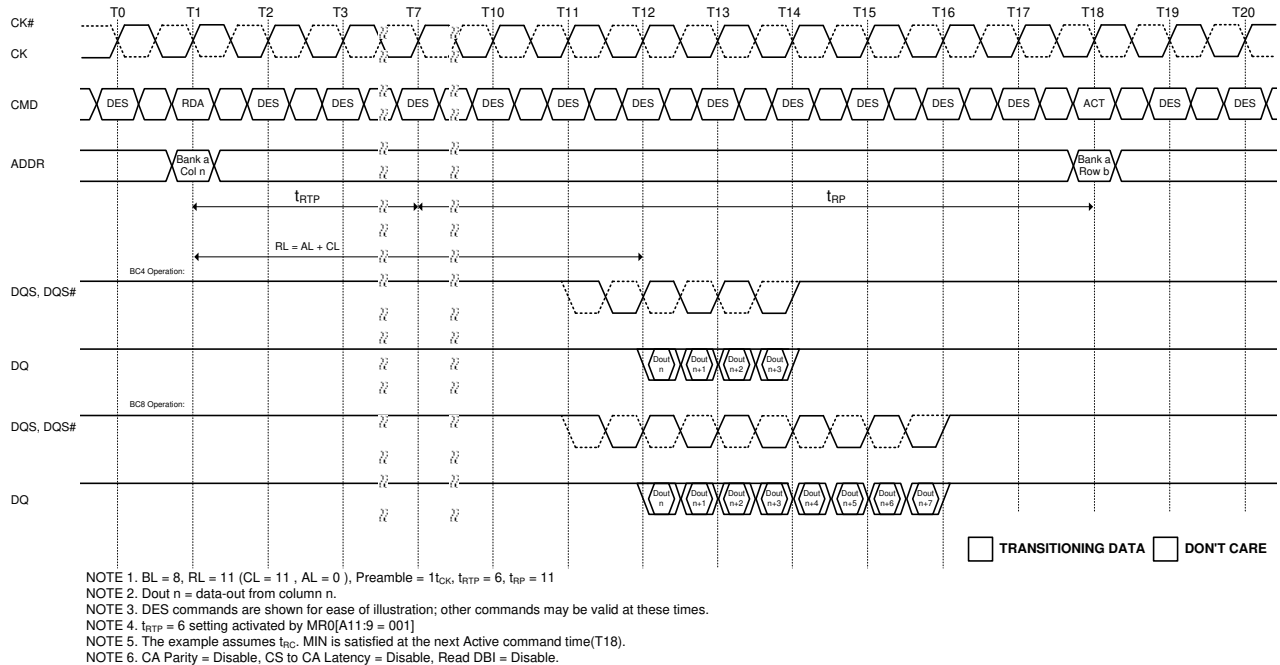 T0 T1 T2 T3 T7 T10 T11 T12 T13 T14 T15 T16 T17 T18 T19 T20
CK#
CK
CMD DES RDA DES DES DES DES DES DES DES DES DES DES DES ACT DES DES
ADDR Bank a Col n Bank a Row b
tRTP tRP
RL = AL + CL
BC4 Operation:
DQS, DQS#
DQ Dout n Dout n+1 Dout n+2 Dout n+3
BC8 Operation:
DQS, DQS#
DQ Dout n Dout n+1 Dout n+2 Dout n+3 Dout n+4 Dout n+5 Dout n+6 Dout n+7
TRANSITIONING DATA DON'T CARE
NOTE 1. BL = 8, RL = 11 (CL = 11 , AL = 0 ), Preamble = 1tCK, tRTP = 6, tRP = 11
NOTE 2. Dout n = data-out from column n.
NOTE 3. DES commands are shown for ease of illustration; other commands may be valid at these times.
NOTE 4. tRTP = 6 setting activated by MR0[A11:9 = 001]
NOTE 5. The example assumes tRC. MIN is satisfied at the next Active command time(T18).
NOTE 6. CA Parity = Disable, CS to CA Latency = Disable, Read DBI = Disable.